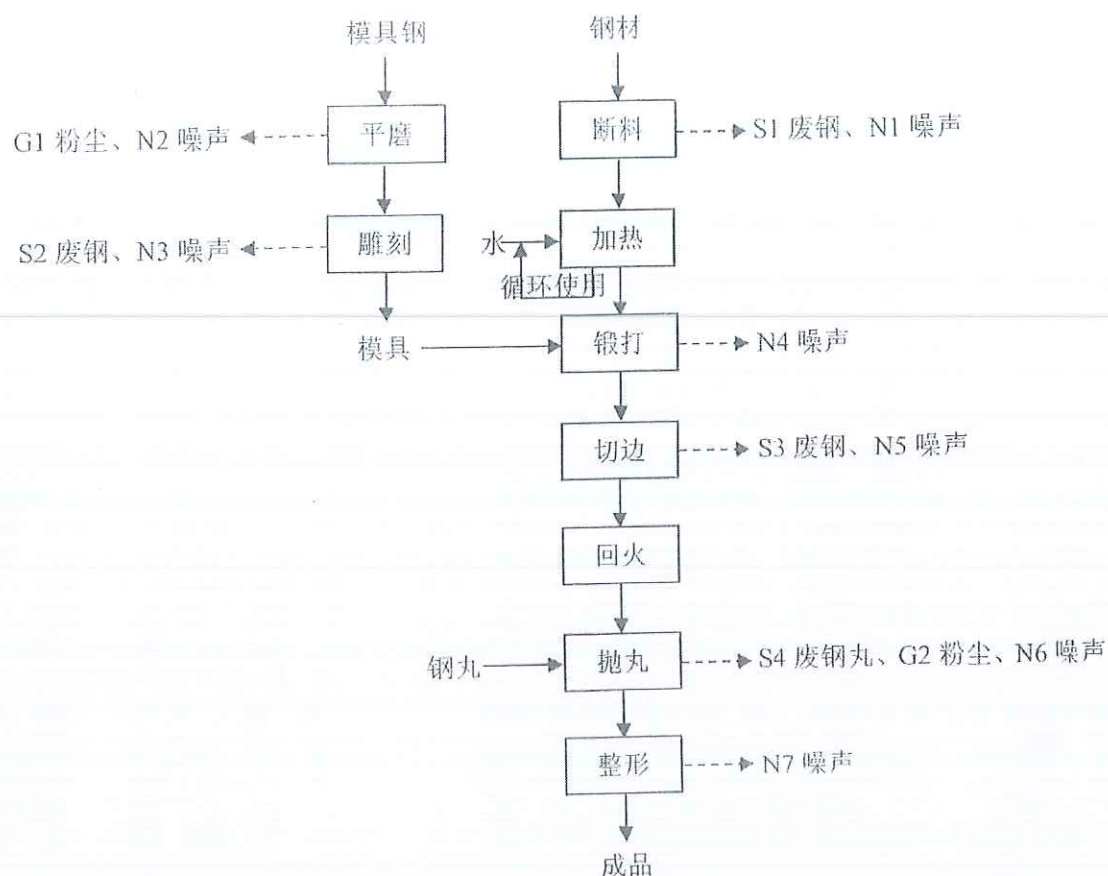 模具钢 钢材
G1 粉尘、N2 噪声 平磨 断料 S1 废钢、N1 噪声
S2 废钢、N3 噪声 雕刻 水 加热
循环使用
模具 锻打 N4 噪声
切边 S3 废钢、N5 噪声
回火
钢丸 抛丸 S4 废钢丸、G2 粉尘、N6 噪声
整形 N7 噪声
成品